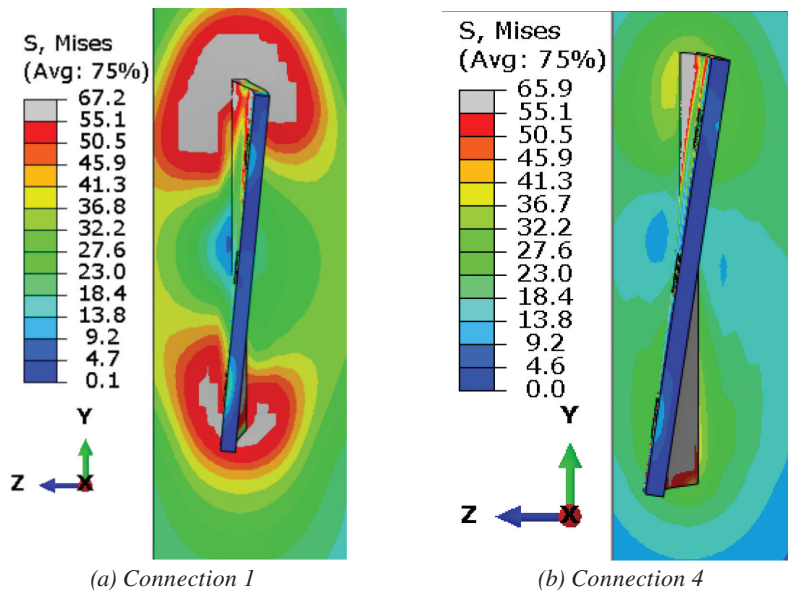 S, Mises
(Avg: 75%)
67.2
55.1
50.5
45.9
41.3
36.8
32.2
27.6
23.0
18.4
13.8
9.2
4.7
0.1
Y
Z
X
(a) Connection 1
S, Mises
(Avg: 75%)
65.9
55.1
50.5
45.9
41.3
36.7
32.2
27.6
23.0
18.4
13.8
9.2
4.6
0.0
Y
Z
X
(b) Connection 4